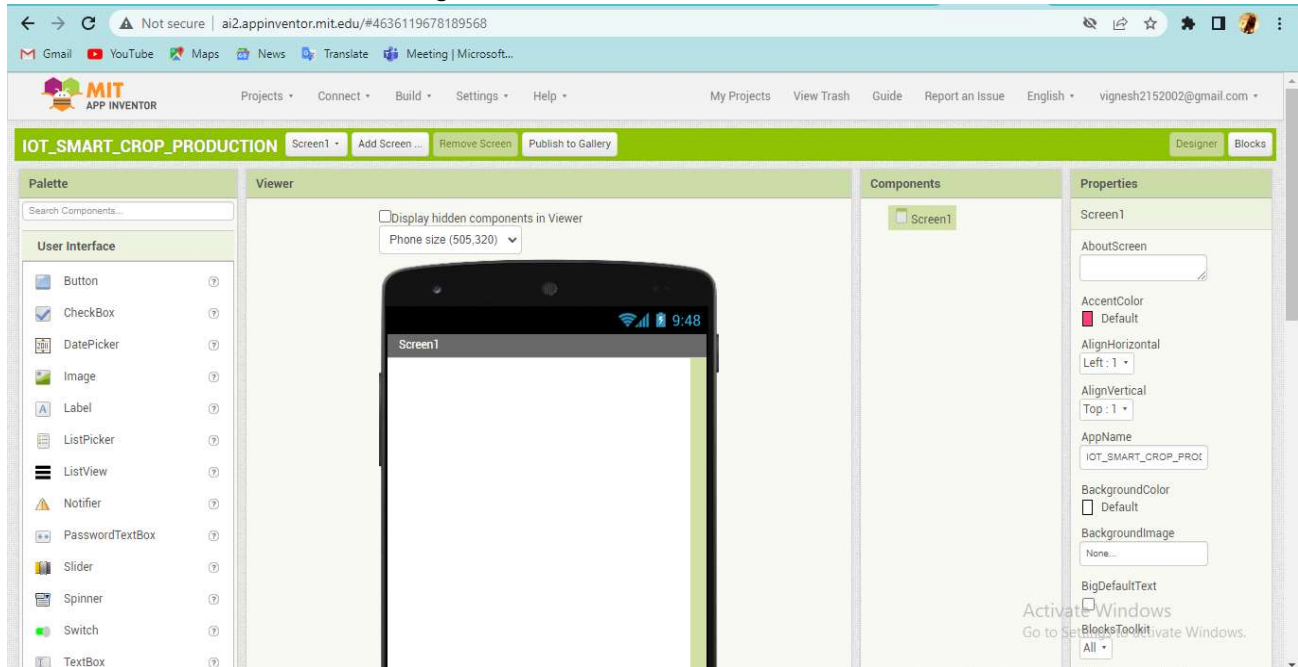 Not secure | ai2.appinventor.mit.edu/#4636119678189568
Gmail YouTube Maps News Translate Meeting | Microsoft...
MIT
APP INVENTOR
Projects Connect Build Settings Help My Projects View Trash Guide Report an Issue English vignesh2152002@gmail.com
IOT_SMART_CROP_PRODUCTION Screen1 Add Screen ... Remove Screen Publish to Gallery Designer Blocks
Palette
Search Components...
User Interface
Button
CheckBox
DatePicker
Image
Label
ListPicker
ListView
Notifier
PasswordTextBox
Slider
Spinner
Switch
TextBox
Viewer
Display hidden components in Viewer
Phone size (505,320)
9:48
Screen1
Components
Screen1
Properties
Screen1
AboutScreen
AccentColor
Default
AlignHorizontal
Left : 1
AlignVertical
Top : 1
AppName
IOT_SMART_CROP_PROD
BackgroundColor
Default
BackgroundImage
None...
BigDefaultText
BlocksToolkit
All
Activate Windows
Go to Settings to activate Windows.